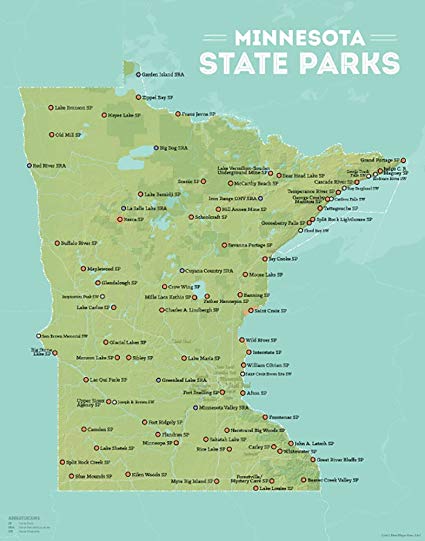 MINNESOTA
STATE PARKS
Garden Island SRA
Zippel Bay SP
Lake Bronson SP
Hayes Lake SP
Franz Jevne SP
Old Mill SP
Big Bog SRA
Red River SRA
Lake Vermilion-Soudan
Underground Mine SP
Bear Head Lake SP
Grand Portage SP
Judge C. R.
Magney SP
Cascade River SP
Scenic SP
McCarthy Beach SP
Lake Bemidji SP
Temperance River SP
George Crosby
Manitou SP
Iron Range OHV SRA
La Salle Lake SRA
Hill Annex Mine SP
Tettegouche SP
Itasca SP
Schoolcraft SP
Gooseberry Falls SP
Split Rock Lighthouse SP
Buffalo River SP
Savanna Portage SP
Jay Cooke SP
Maplewood SP
Cuyuna Country SRA
Moose Lake SP
Glendalough SP
Crow Wing SP
Mille Lacs Kathio SP
Banning SP
Father Hennepin SP
Lake Carlos SP
Charles A. Lindbergh SP
Saint Croix SP
Glacial Lakes SP
Wild River SP
Big Stone
Lake SP
Interstate SP
Monson Lake SP
Sibley SP
Lake Maria SP
William O'Brien SP
Lac Qui Parle SP
Greenleaf Lake SRA
Fort Snelling SP
Afton SP
Upper Sioux
Agency SP
Minnesota Valley SRA
Frontenac SP
Fort Ridgely SP
Camden SP
Flandrau SP
Nerstrand Big Woods SP
Minneopa SP
Sakatah Lake SP
John A. Latsch SP
Lake Shetek SP
Rice Lake SP
Carley SP
Whitewater SP
Split Rock Creek SP
Great River Bluffs SP
Blue Mounds SP
Kilen Woods SP
Myre Big Island SP
Forestville/
Mystery Cave SP
Beaver Creek Valley SP
Lake Louise SP
ABBREVIATIONS